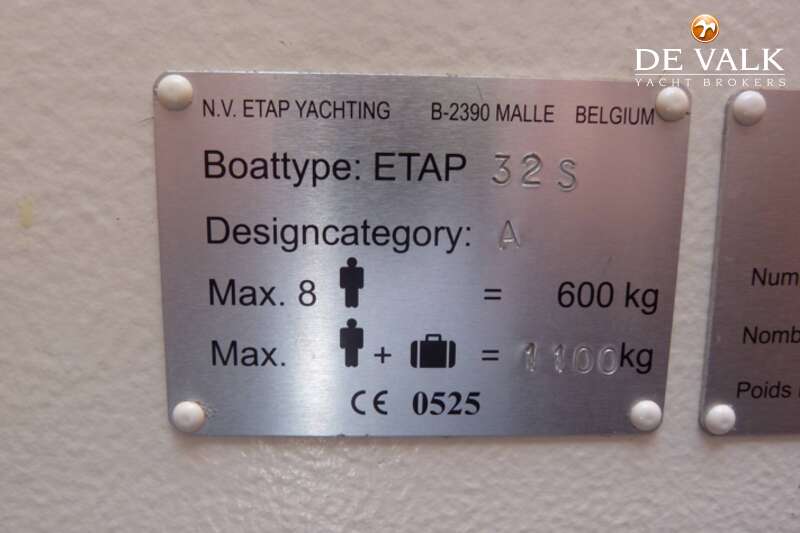 DE VALK
YACHT BROKERS
N.V. ETAP YACHTING B-2390 MALLE BELGIUM
Boattype: ETAP 32 S
Designcategory: A
Max. 8 = 600 kg
Max. + = 1100 kg
CE 0525
Num
Nomb
Poids